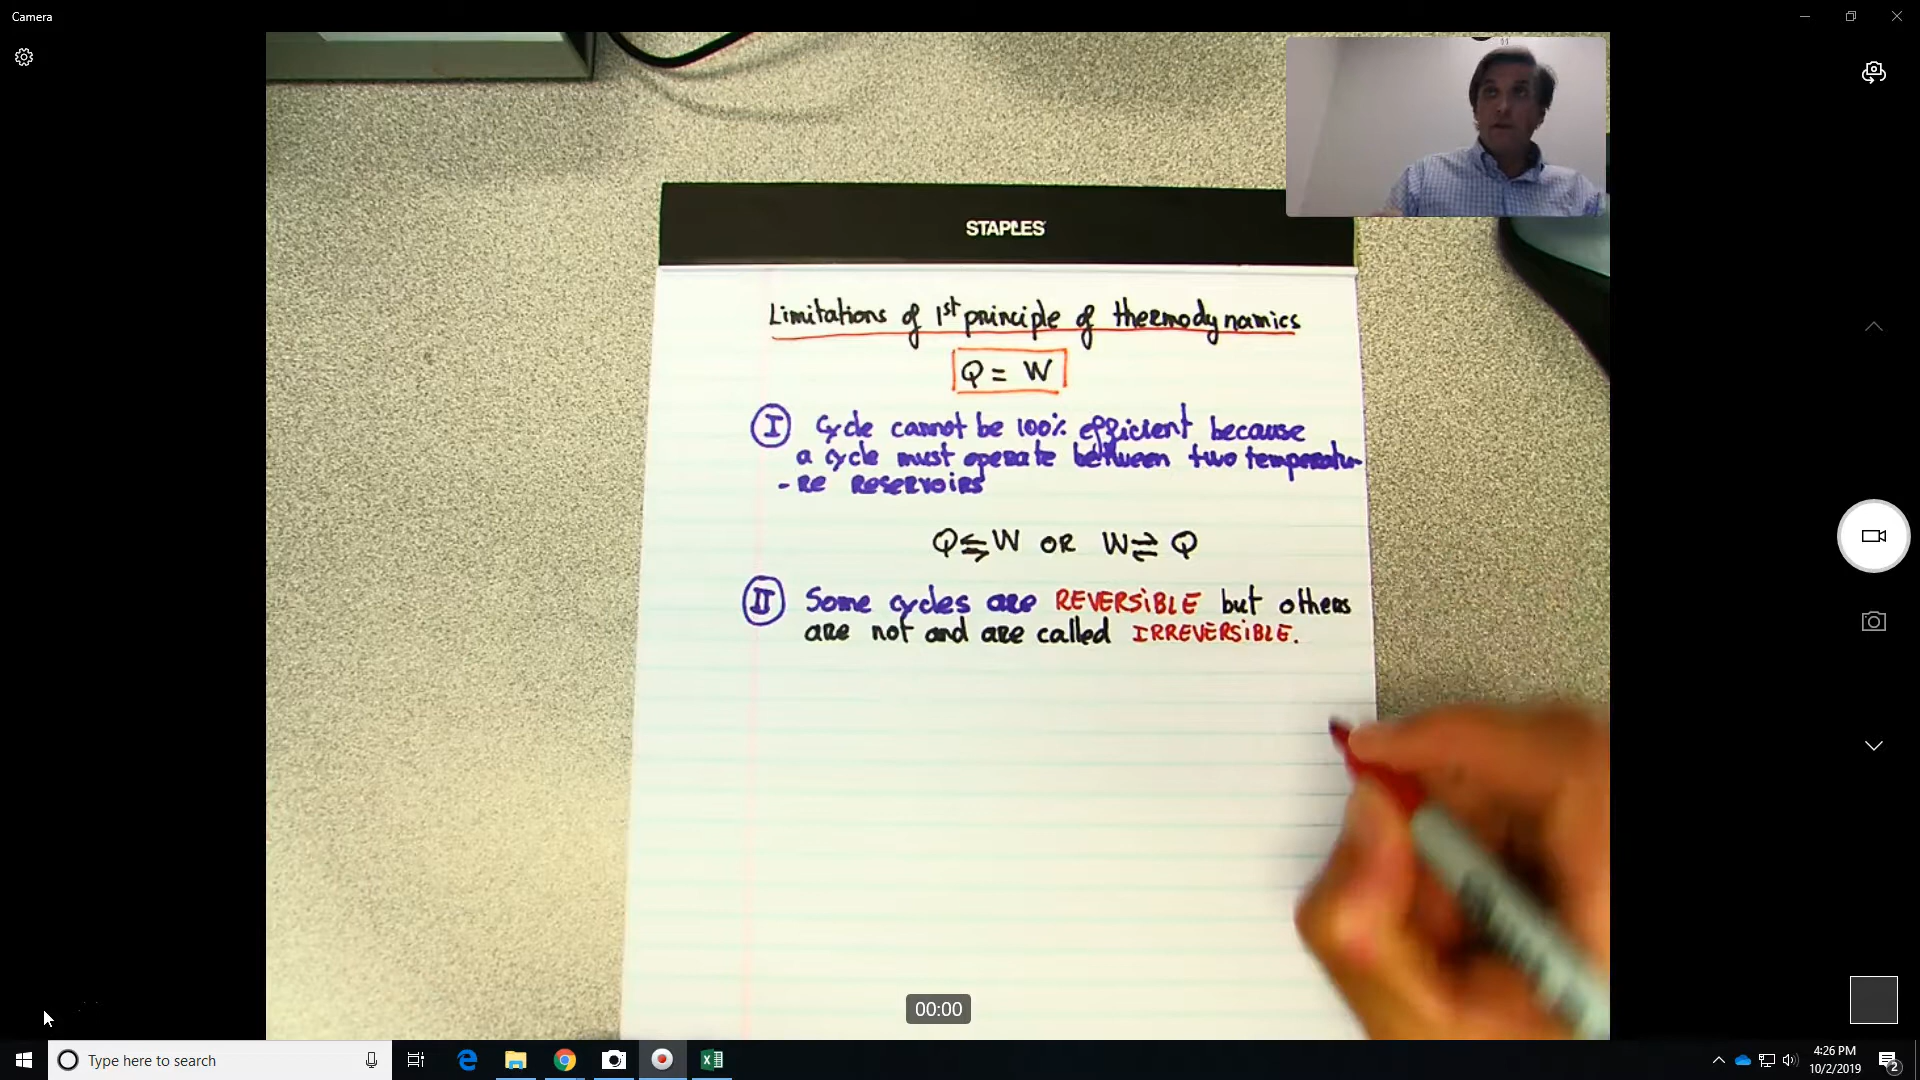 Camera
STAPLES
Limitations of 1st principle of thermodynamics
Q = W
I Cycle cannot be 100% efficient because
a cycle must operate between two temperatu-
-re reservoirs
Q ⇆ W OR W ⇄ Q
II Some cycles are REVERSiBLE but others
are not and are called IRREVERSiBLE.
00:00
Type here to search
4:26 PM
10/2/2019
2